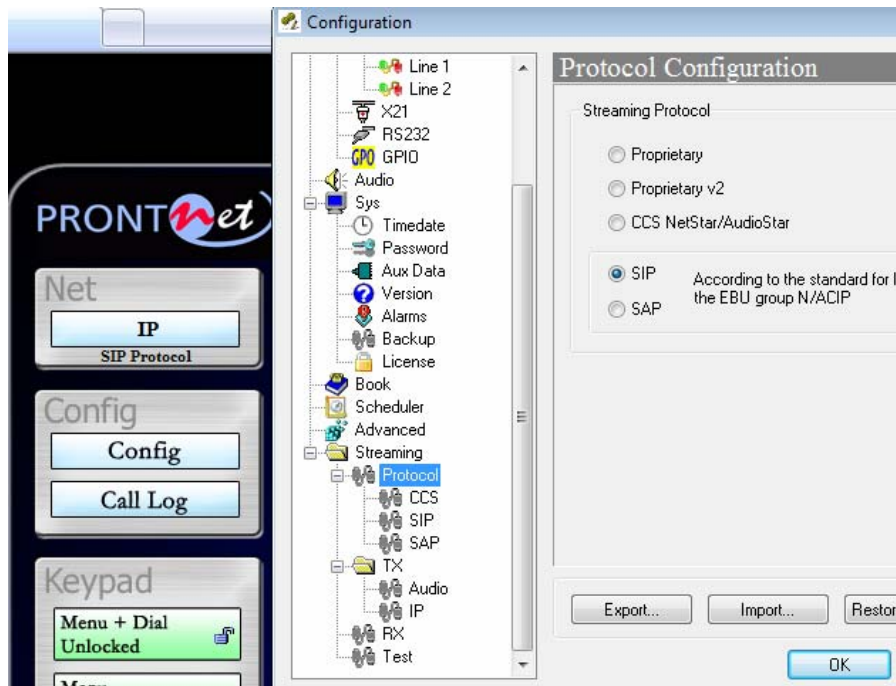 PRONTnet
Net
IP
SIP Protocol
Config
Config
Call Log
Keypad
Menu + Dial
Unlocked
Configuration
Line 1
Line 2
X21
RS232
GPO GPIO
Audio
Sys
Timedate
Password
Aux Data
Version
Alarms
Backup
License
Book
Scheduler
Advanced
Streaming
Protocol
CCS
SIP
SAP
TX
Audio
IP
RX
Test
Protocol Configuration
Streaming Protocol
Proprietary
Proprietary v2
CCS NetStar/AudioStar
SIP
SAP
According to the standard for
the EBU group N/ACIP
Export...
Import...
OK